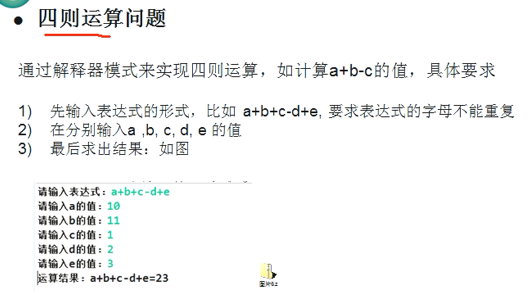 四则运算问题
通过解释器模式来实现四则运算，如计算a+b-c的值，具体要求
1) 先输入表达式的形式，比如 a+b+c-d+e, 要求表达式的字母不能重复
2) 在分别输入a ,b, c, d, e 的值
3) 最后求出结果：如图
请输入表达式：a+b+c-d+e
请输入a的值：10
请输入b的值：11
请输入c的值：1
请输入d的值：2
请输入e的值：3
运算结果：a+b+c-d+e=23